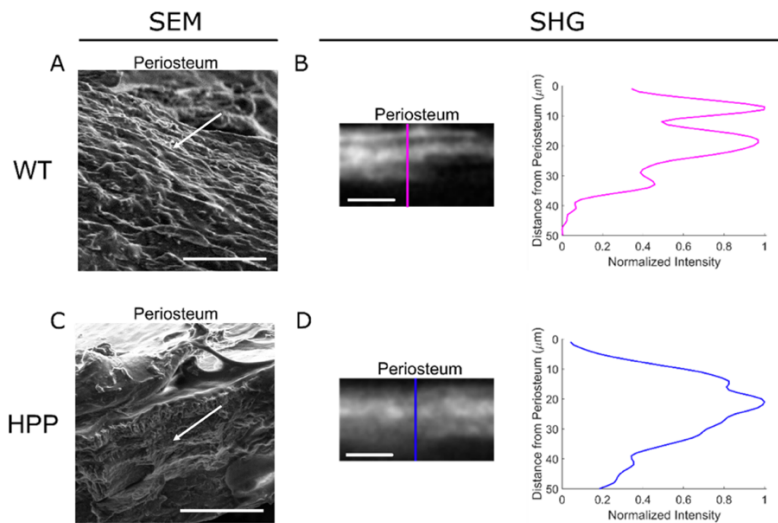 SEM
SHG
A
Periosteum
B
Periosteum
WT
Distance from Periosteum (μm)
0
10
20
30
40
50
0
0.2
0.4
0.6
0.8
1
Normalized Intensity
C
Periosteum
D
Periosteum
HPP
Distance from Periosteum (μm)
0
10
20
30
40
50
0
0.2
0.4
0.6
0.8
1
Normalized Intensity